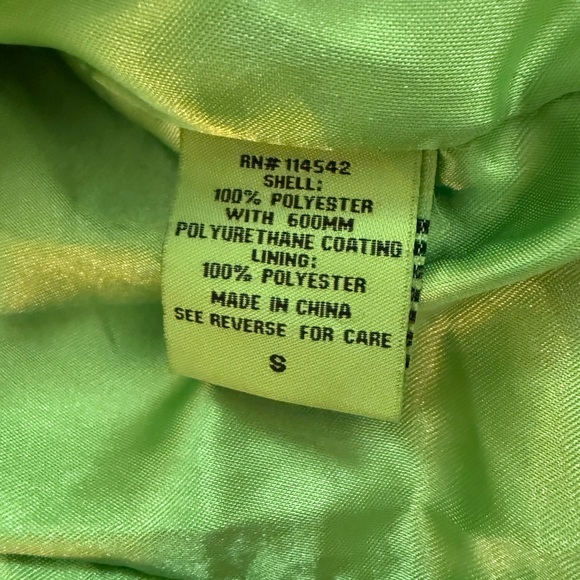 RN# 114542
SHELL:
100% POLYESTER
WITH 600MM
POLYURETHANE COATING
LINING:
100% POLYESTER
MADE IN CHINA
SEE REVERSE FOR CARE
S